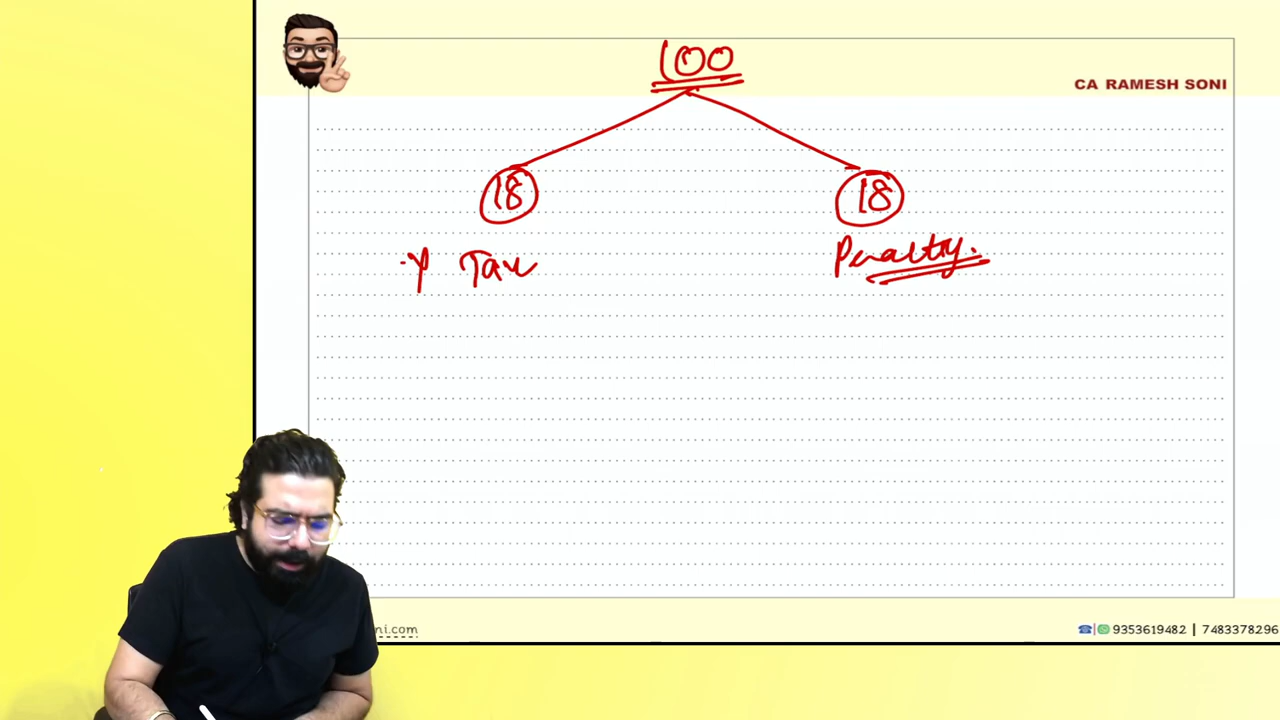 100
CA RAMESH SONI
18 18
Tax Penalty.
ni.com
9353619482 | 7483378296